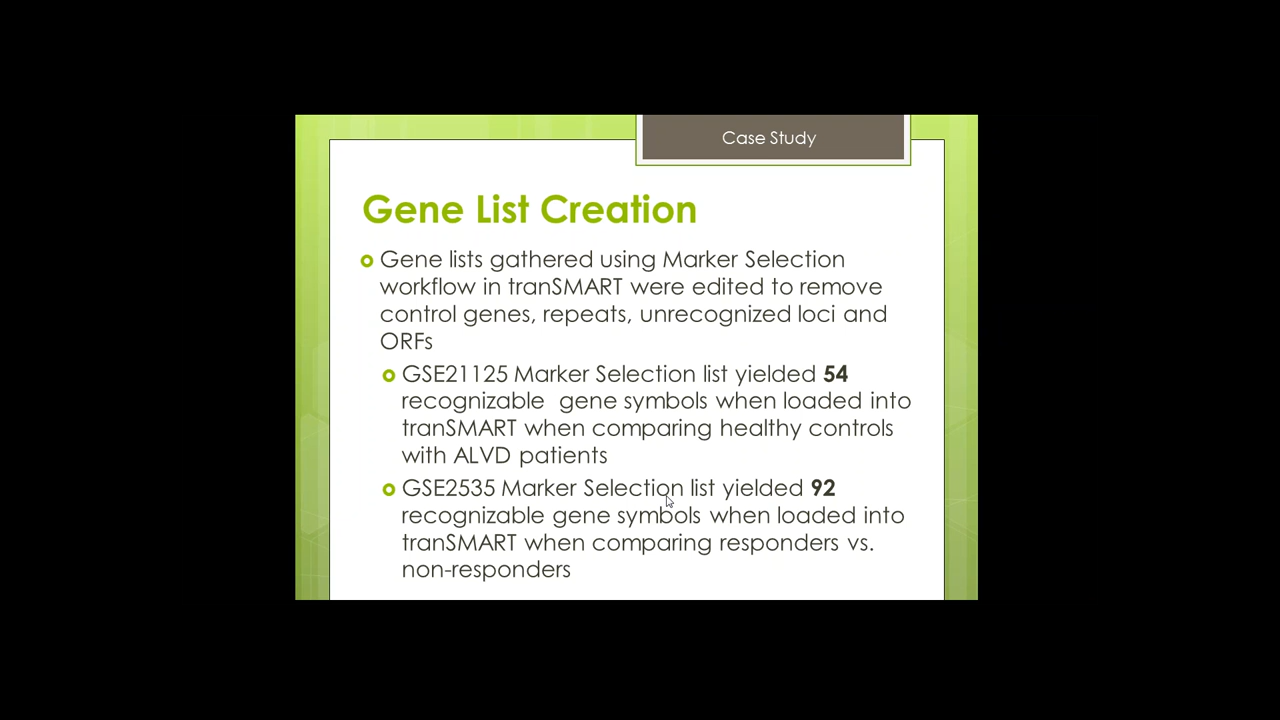 Case Study
Gene List Creation
Gene lists gathered using Marker Selection
workflow in tranSMART were edited to remove
control genes, repeats, unrecognized loci and
ORFs
GSE21125 Marker Selection list yielded 54
recognizable  gene symbols when loaded into
tranSMART when comparing healthy controls
with ALVD patients
GSE2535 Marker Selection list yielded 92
recognizable gene symbols when loaded into
tranSMART when comparing responders vs.
non-responders